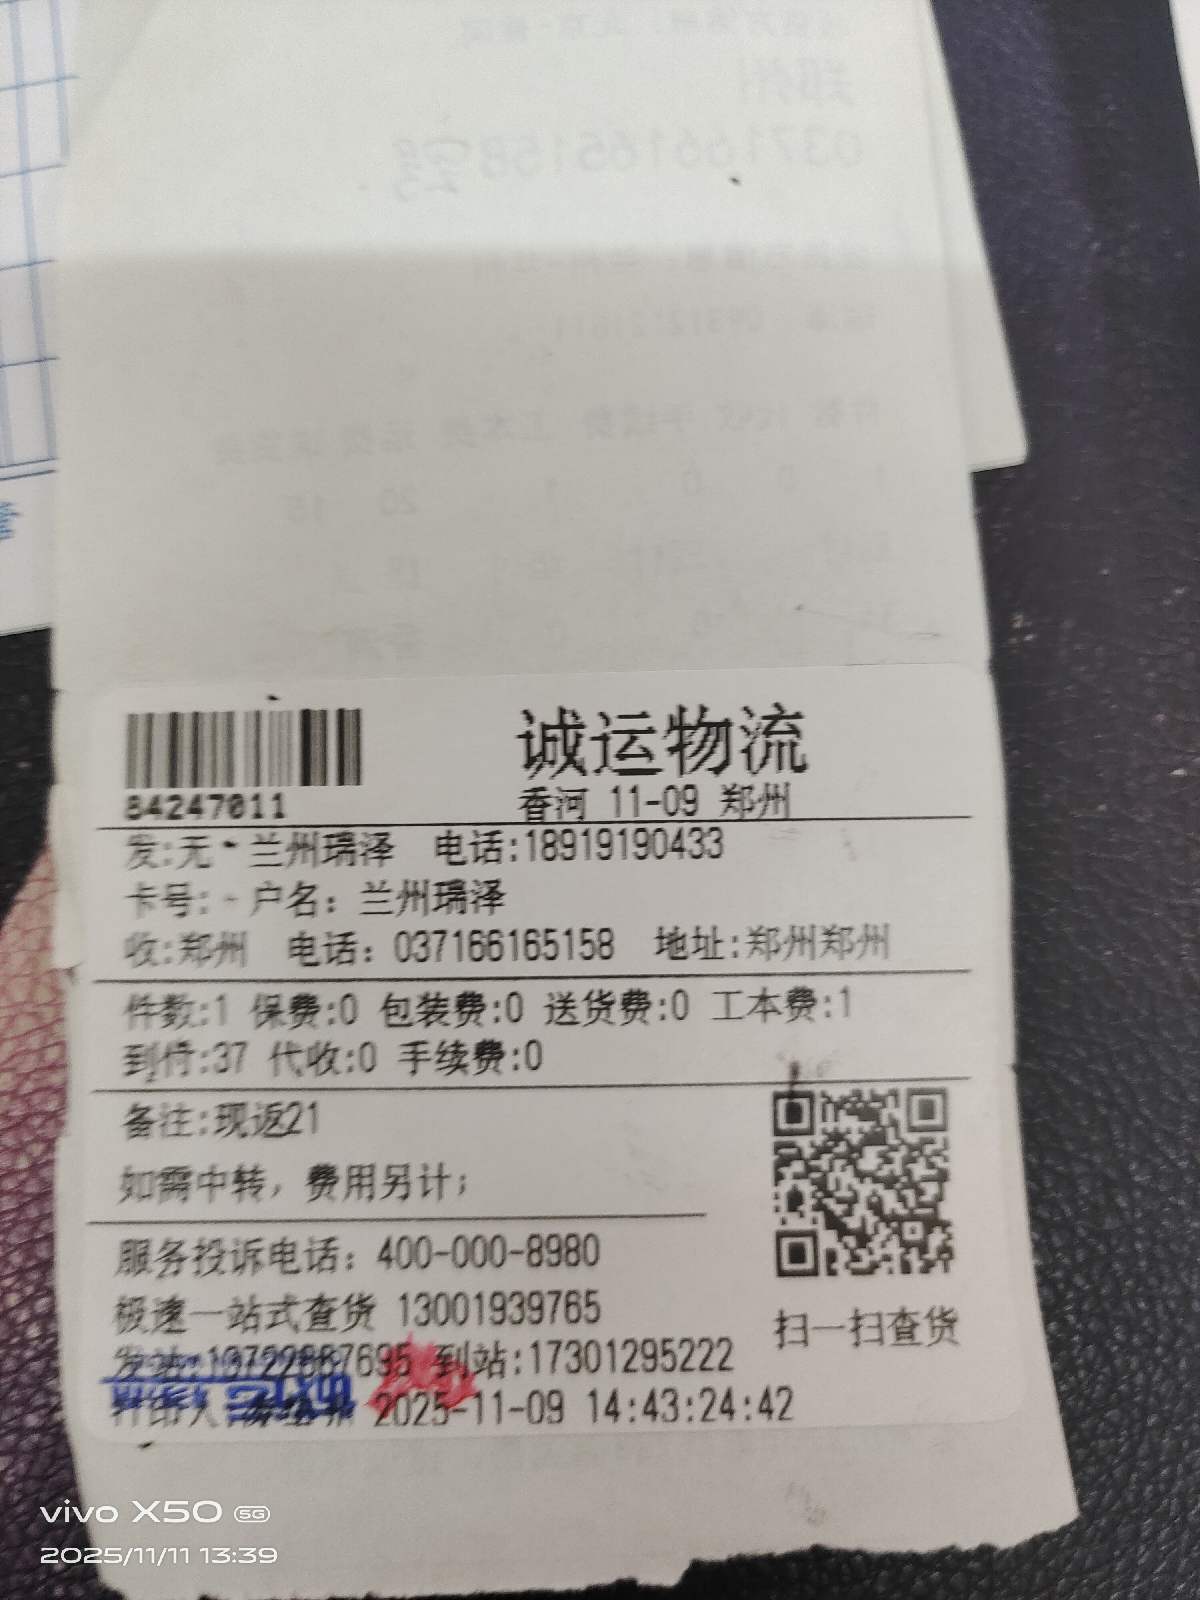 84247011
诚运物流
香河 11-09 郑州
发:无 兰州瑞泽 电话:18919190433
卡号:- 户名: 兰州瑞泽
收:郑州 电话: 037166165158 地址:郑州郑州
件数:1 保费:0 包装费:0 送货费:0 工本费:1
到付:37 代收:0 手续费:0
备注:现返21
如需中转, 费用另计;
服务投诉电话: 400-000-8980
极速一站式查货 13001939765
扫一扫查货
发站: 到站:17301295222
打印人: 2025-11-09 14:43:24:42
vivo X50 5G
2025/11/11 13:39